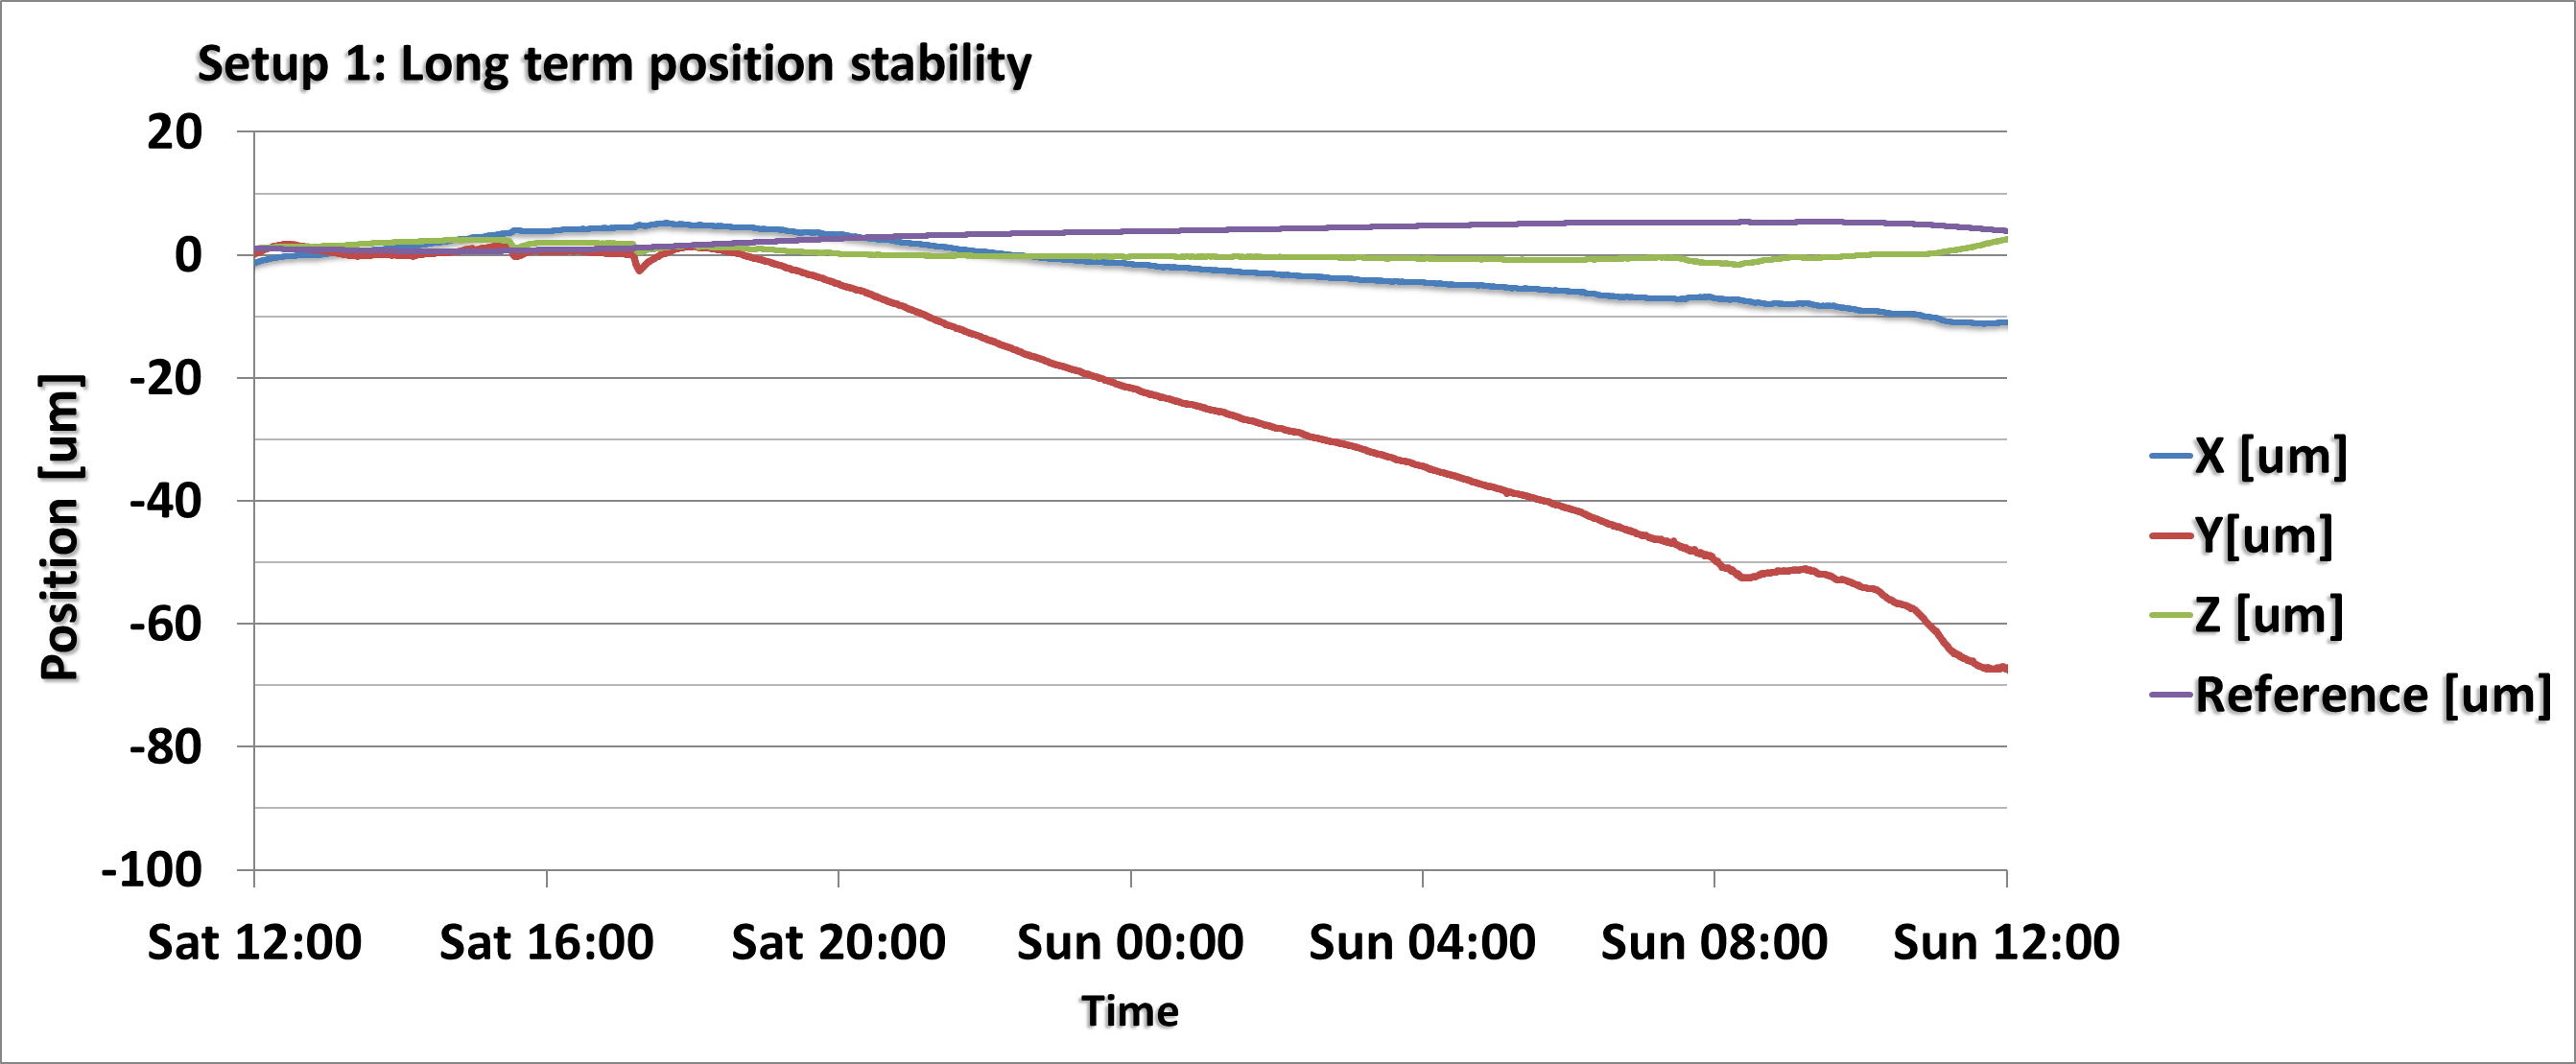 Setup 1: Long term position stability
20
0
-20
-40
-60
-80
-100
Position [um]
Sat 12:00 Sat 16:00 Sat 20:00 Sun 00:00 Sun 04:00 Sun 08:00 Sun 12:00
Time
X [um]
Y[um]
Z [um]
Reference [um]